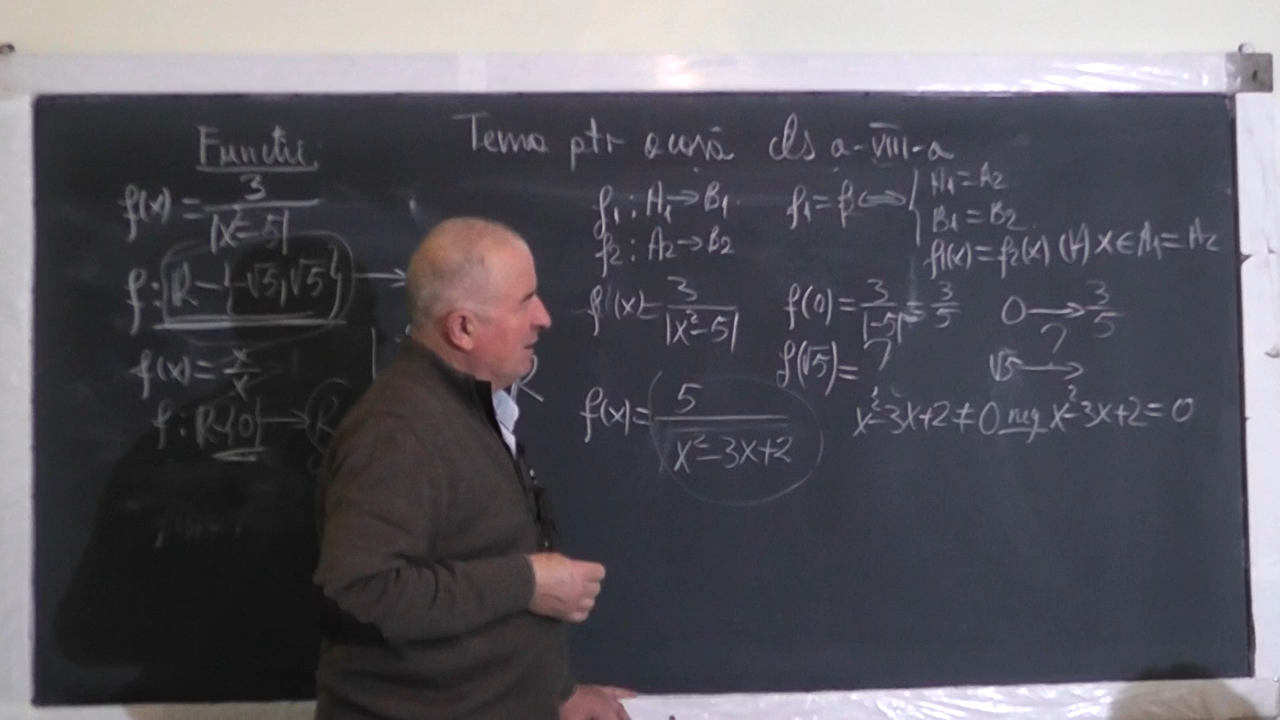 Functii
Tema ptr acasă cls a-VIII-a
f(x) = 3 / |x²-5|
f: R - {-√5, √5} →
f(x) = x/x
f: R-{0} → R
f₁: A₁ → B₁
f₂: A₂ → B₂
f₁ = f₂ ⇔ { A₁ = A₂
B₁ = B₂
f₁(x) = f₂(x) (∀) x ∈ A₁ = A₂
f(x) = 3 / |x²-5|
f(0) = 3 / |-5| = 3/5
0 → 3/5
f(√5) = ?
√5 → ?
f(x) = 5 / x²-3x+2
x²-3x+2 ≠ 0 neg x²-3x+2 = 0